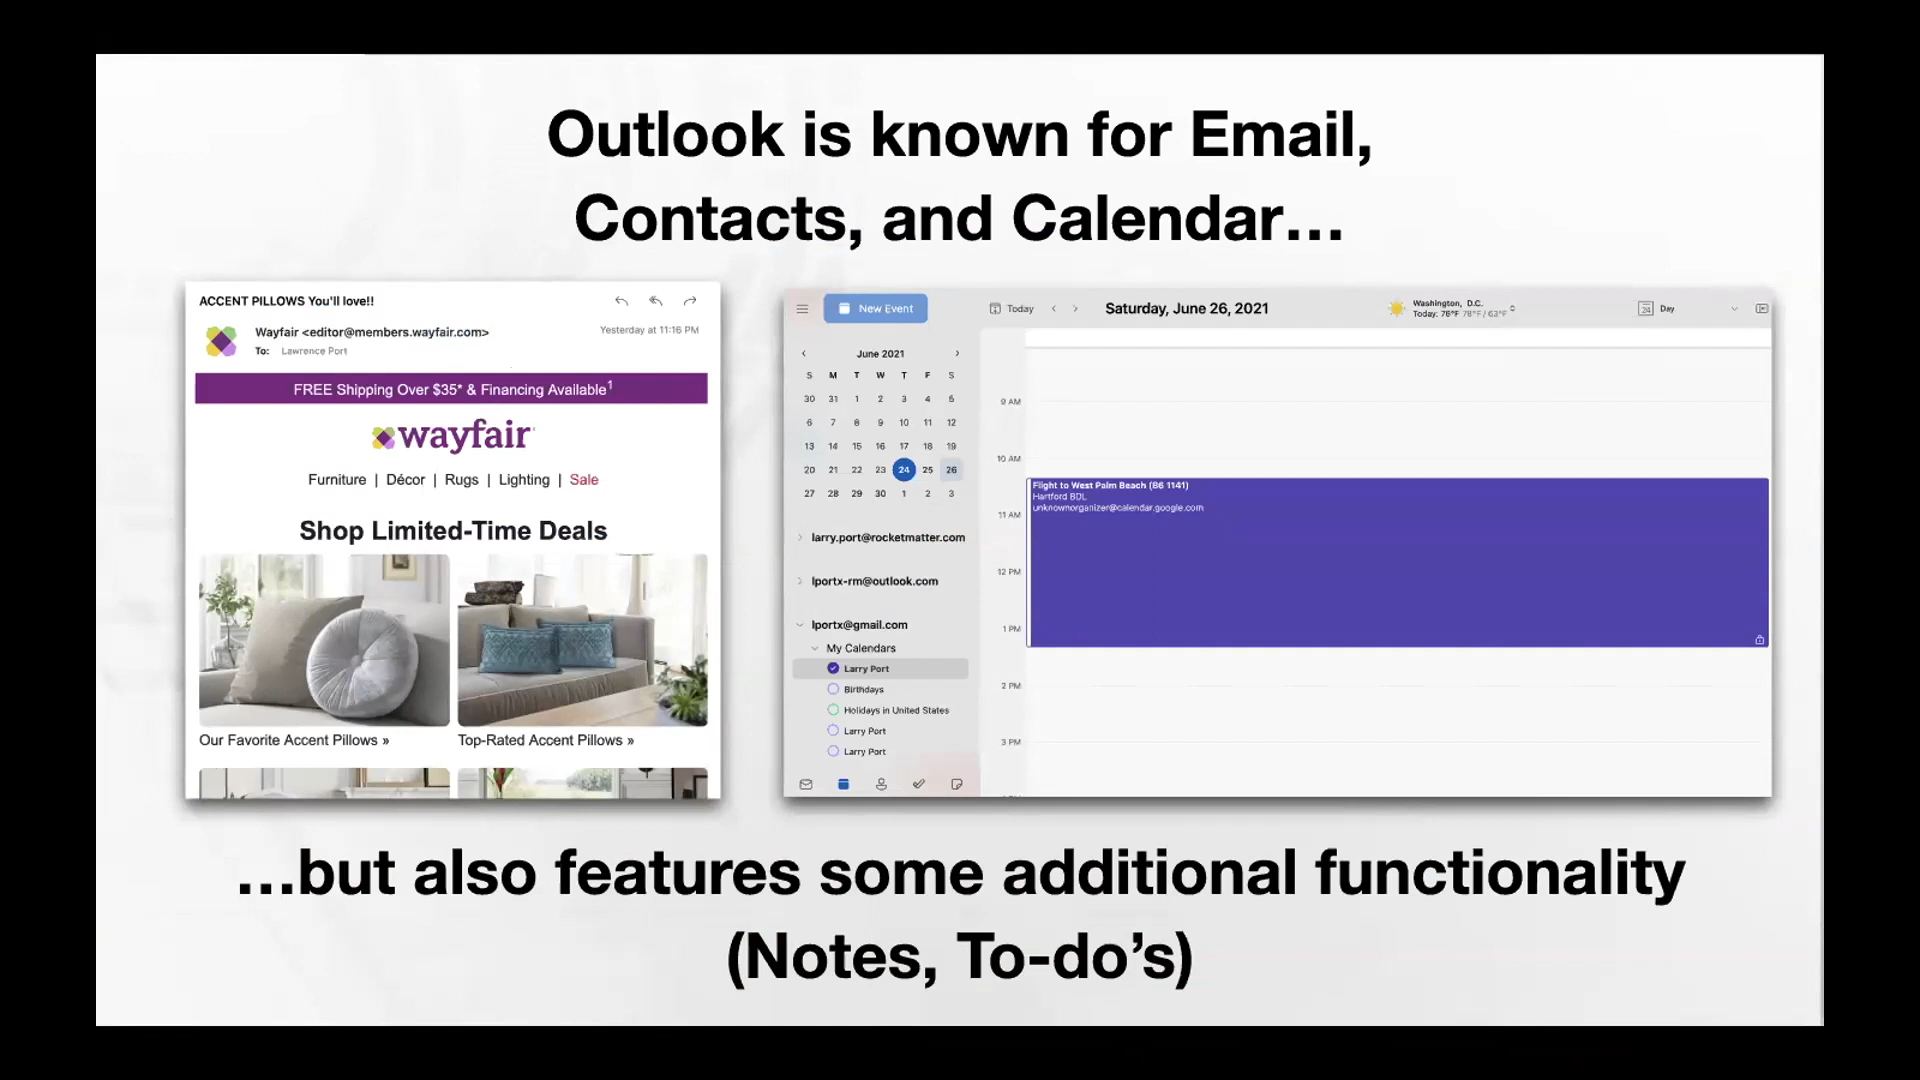 Outlook is known for Email,
Contacts, and Calendar...
ACCENT PILLOWS You'll love!!
Wayfair <editor@members.wayfair.com>
Yesterday at 11:16 PM
To: Lawrence Port
FREE Shipping Over $35* & Financing Available¹
wayfair
Furniture | Décor | Rugs | Lighting | Sale
Shop Limited-Time Deals
Our Favorite Accent Pillows »
Top-Rated Accent Pillows »
New Event
Today
Saturday, June 26, 2021
Washington, D.C.
Today: 76°F 78°F / 63°F
24 Day
June 2021
S M T W T F S
30 31 1 2 3 4 5
6 7 8 9 10 11 12
13 14 15 16 17 18 19
20 21 22 23 24 25 26
27 28 29 30 1 2 3
larry.port@rocketmatter.com
lportx-rm@outlook.com
lportx@gmail.com
My Calendars
Larry Port
Birthdays
Holidays in United States
Larry Port
Larry Port
9 AM
10 AM
Flight to West Palm Beach (B6 1141)
Hartford BDL
unknownorganizer@calendar.google.com
11 AM
12 PM
1 PM
2 PM
3 PM
...but also features some additional functionality
(Notes, To-do’s)